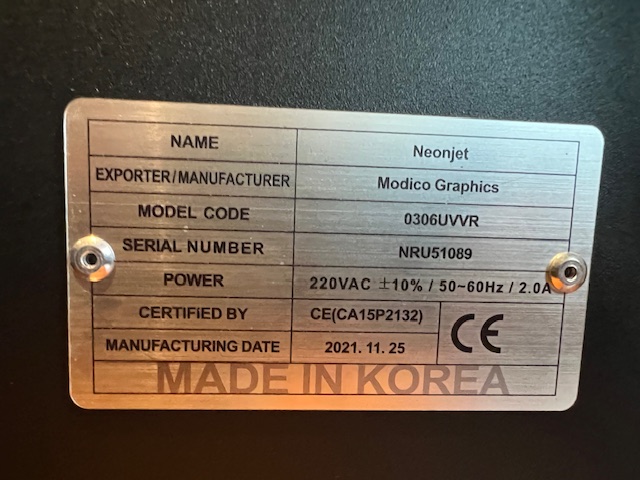 NAME Neonjet
EXPORTER/MANUFACTURER Modico Graphics
MODEL CODE 0306UVVR
SERIAL NUMBER NRU51089
POWER 220VAC ±10% / 50~60Hz / 2.0A
CERTIFIED BY CE(CA15P2132) CE
MANUFACTURING DATE 2021. 11. 25
MADE IN KOREA